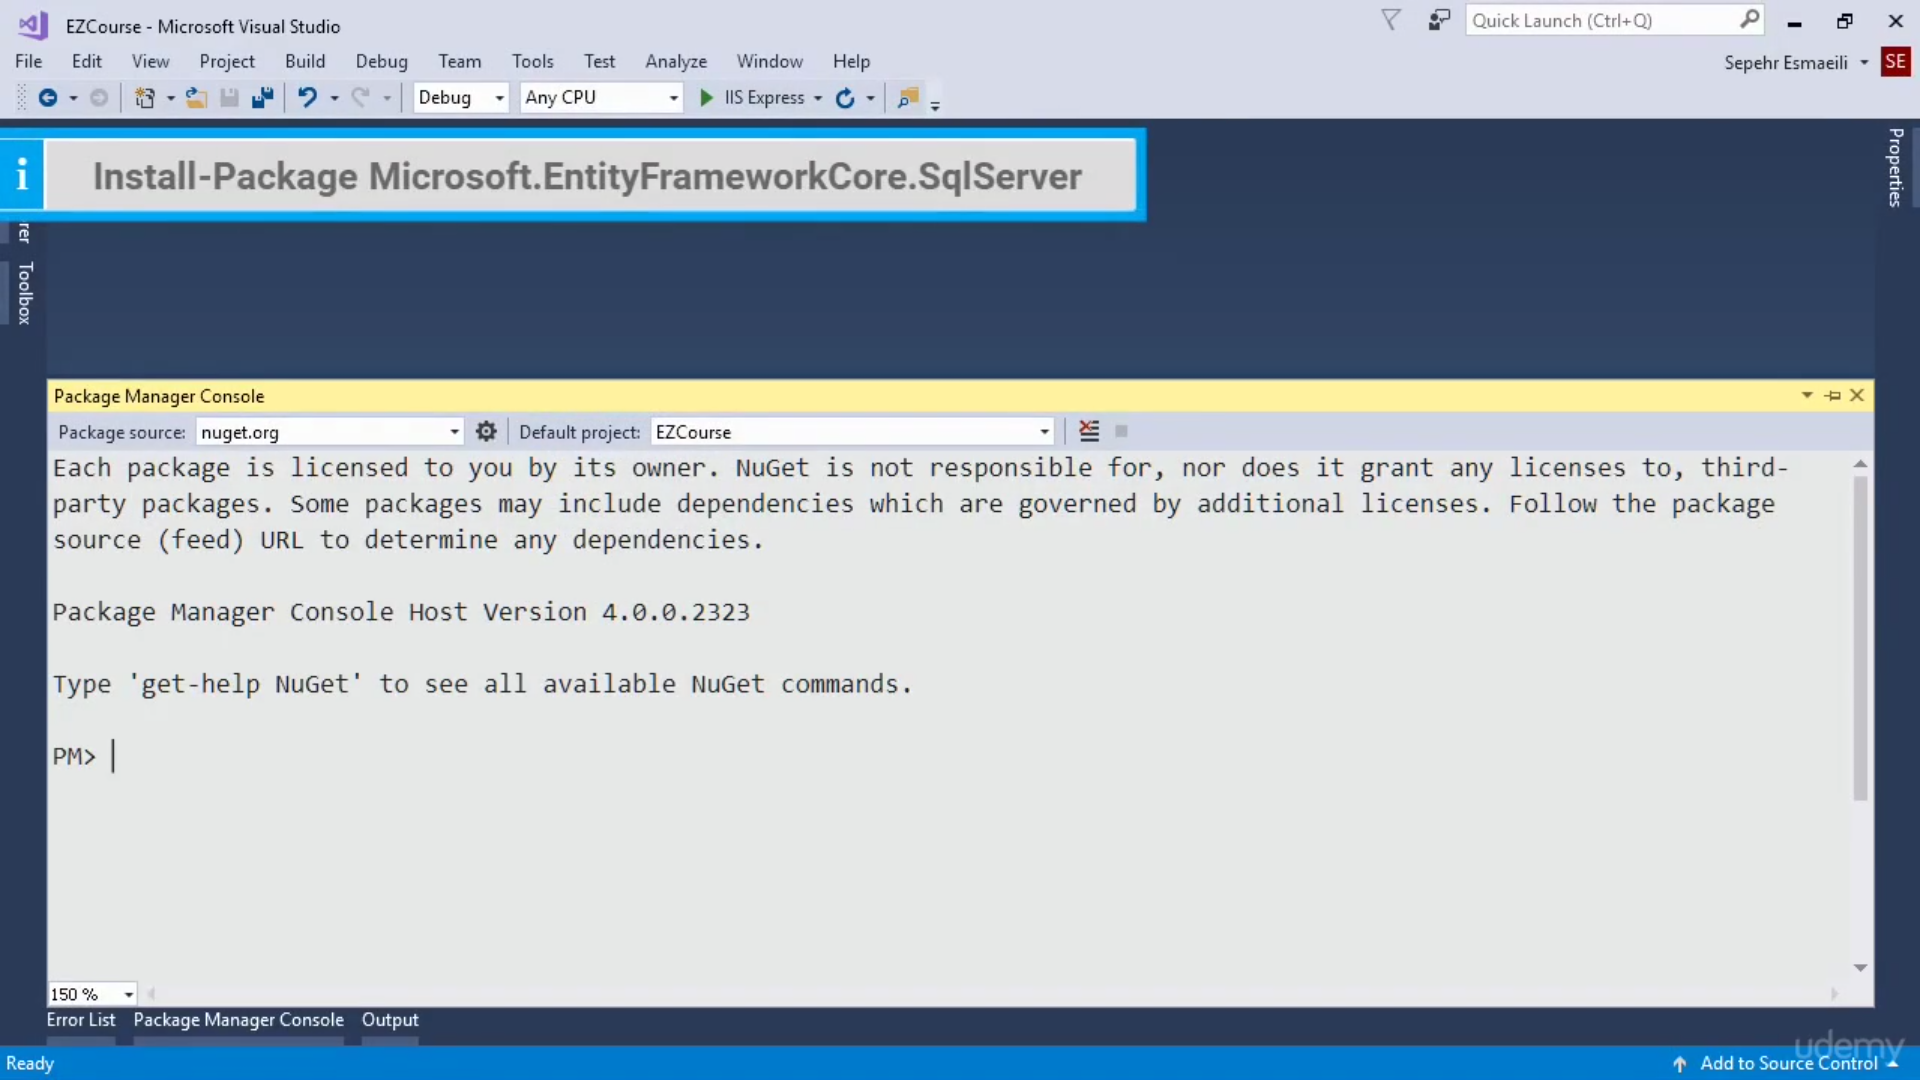 EZCourse - Microsoft Visual Studio
Quick Launch (Ctrl+Q)
File Edit View Project Build Debug Team Tools Test Analyze Window Help
Sepehr Esmaeili SE
Debug Any CPU IIS Express
i Install-Package Microsoft.EntityFrameworkCore.SqlServer
Properties
rer
Toolbox
Package Manager Console
Package source: nuget.org Default project: EZCourse
Each package is licensed to you by its owner. NuGet is not responsible for, nor does it grant any licenses to, third-
party packages. Some packages may include dependencies which are governed by additional licenses. Follow the package
source (feed) URL to determine any dependencies.
Package Manager Console Host Version 4.0.0.2323
Type 'get-help NuGet' to see all available NuGet commands.
PM>
150 %
Error List Package Manager Console Output
udemy
Ready Add to Source Control